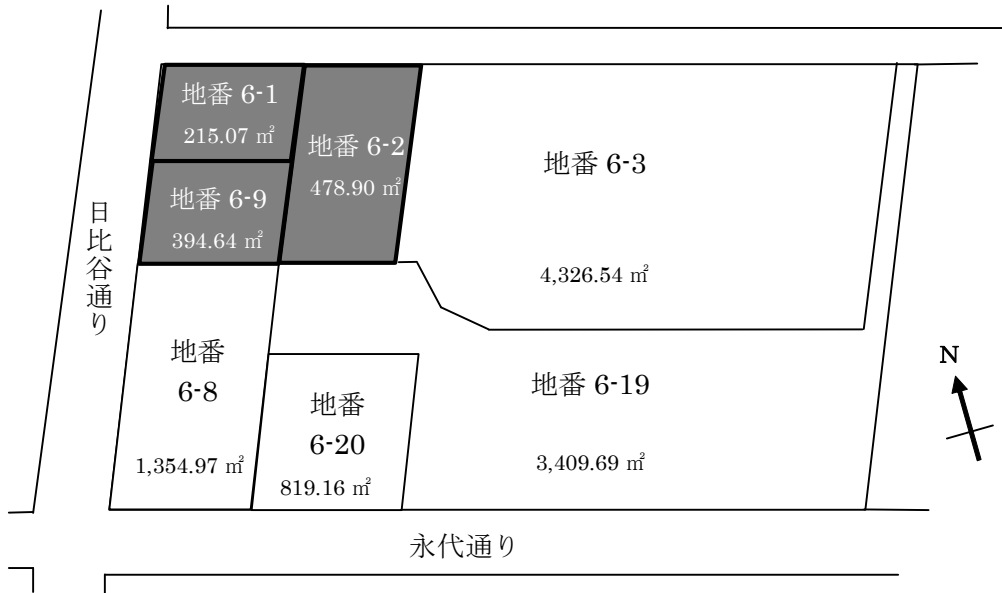 地番 6-1
215.07 ㎡
地番 6-2
478.90 ㎡
地番 6-3
4,326.54 ㎡
地番 6-9
394.64 ㎡
日比谷通り
地番
6-8
1,354.97 ㎡
地番
6-20
819.16 ㎡
地番 6-19
3,409.69 ㎡
N
永代通り